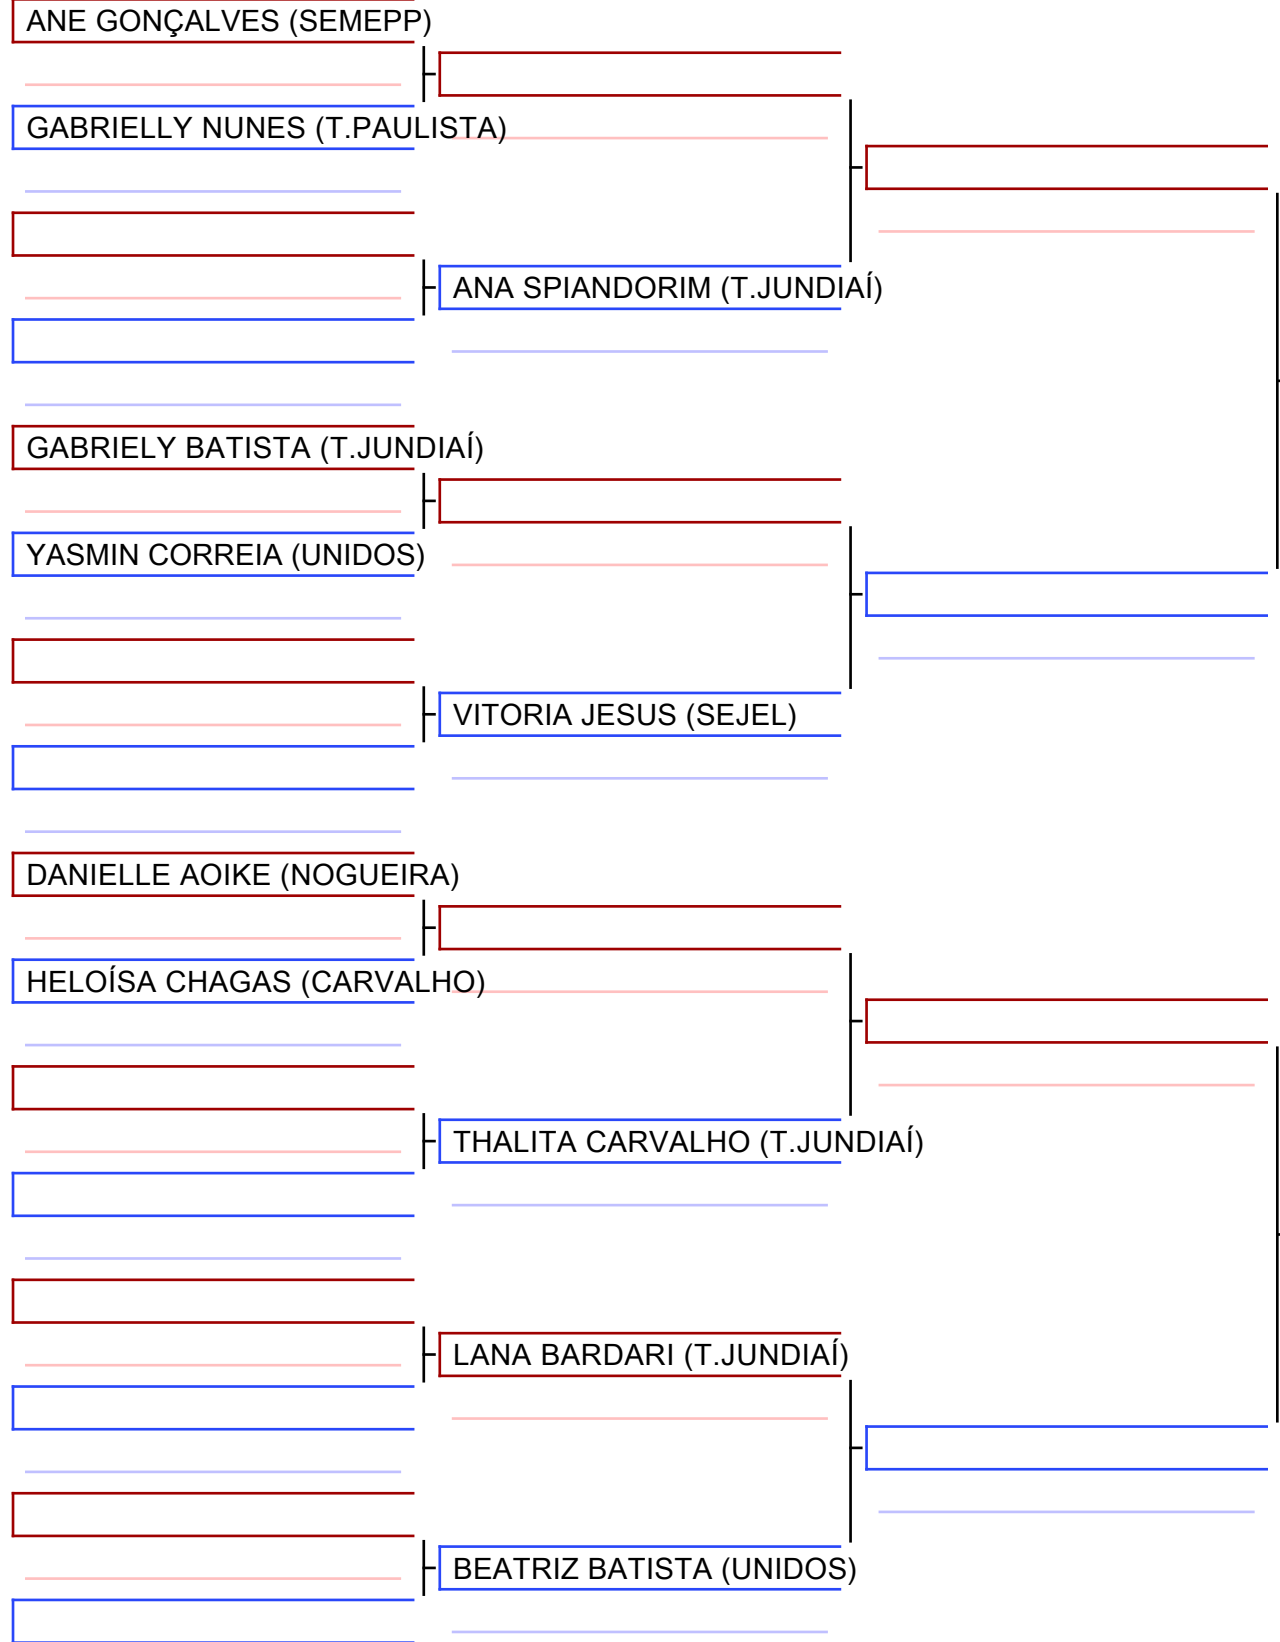 ANE GONÇALVES (SEMEPP)
GABRIELLY NUNES (T.PAULISTA)
ANA SPIANDORIM (T.JUNDIAÍ)
GABRIELY BATISTA (T.JUNDIAÍ)
YASMIN CORREIA (UNIDOS)
VITORIA JESUS (SEJEL)
DANIELLE AOIKE (NOGUEIRA)
HELOÍSA CHAGAS (CARVALHO)
THALITA CARVALHO (T.JUNDIAÍ)
LANA BARDARI (T.JUNDIAÍ)
BEATRIZ BATISTA (UNIDOS)